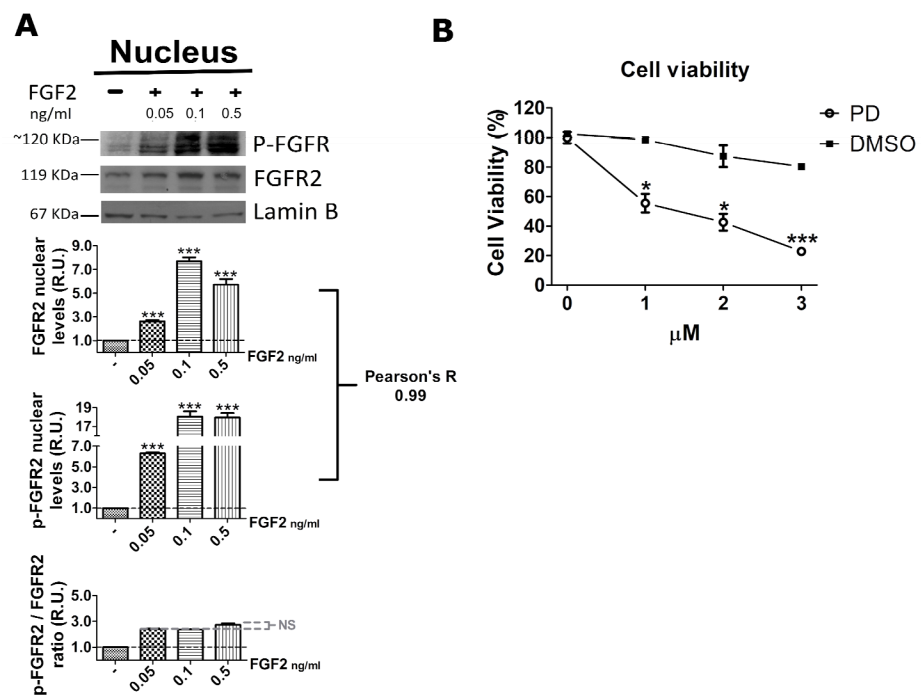 A
Nucleus
FGF2 - + + +
ng/ml 0.05 0.1 0.5
~120 KDa P-FGFR
119 KDa FGFR2
67 KDa Lamin B
FGFR2 nuclear
levels (R.U.)
9.0
7.0
5.0
3.0
1.0
***
***
***
- 0.05 0.1 0.5 FGF2 ng/ml
Pearson's R
0.99
p-FGFR2 nuclear
levels (R.U.)
19
17
7.0
5.0
3.0
1.0
***
***
***
- 0.05 0.1 0.5 FGF2 ng/ml
p-FGFR2 / FGFR2
ratio (R.U.)
5.0
3.0
1.0
NS
- 0.05 0.1 0.5 FGF2 ng/ml
B
Cell viability
Cell Viability (%)
120
100
80
60
40
20
0
*
*
***
0 1 2 3
μM
PD
DMSO